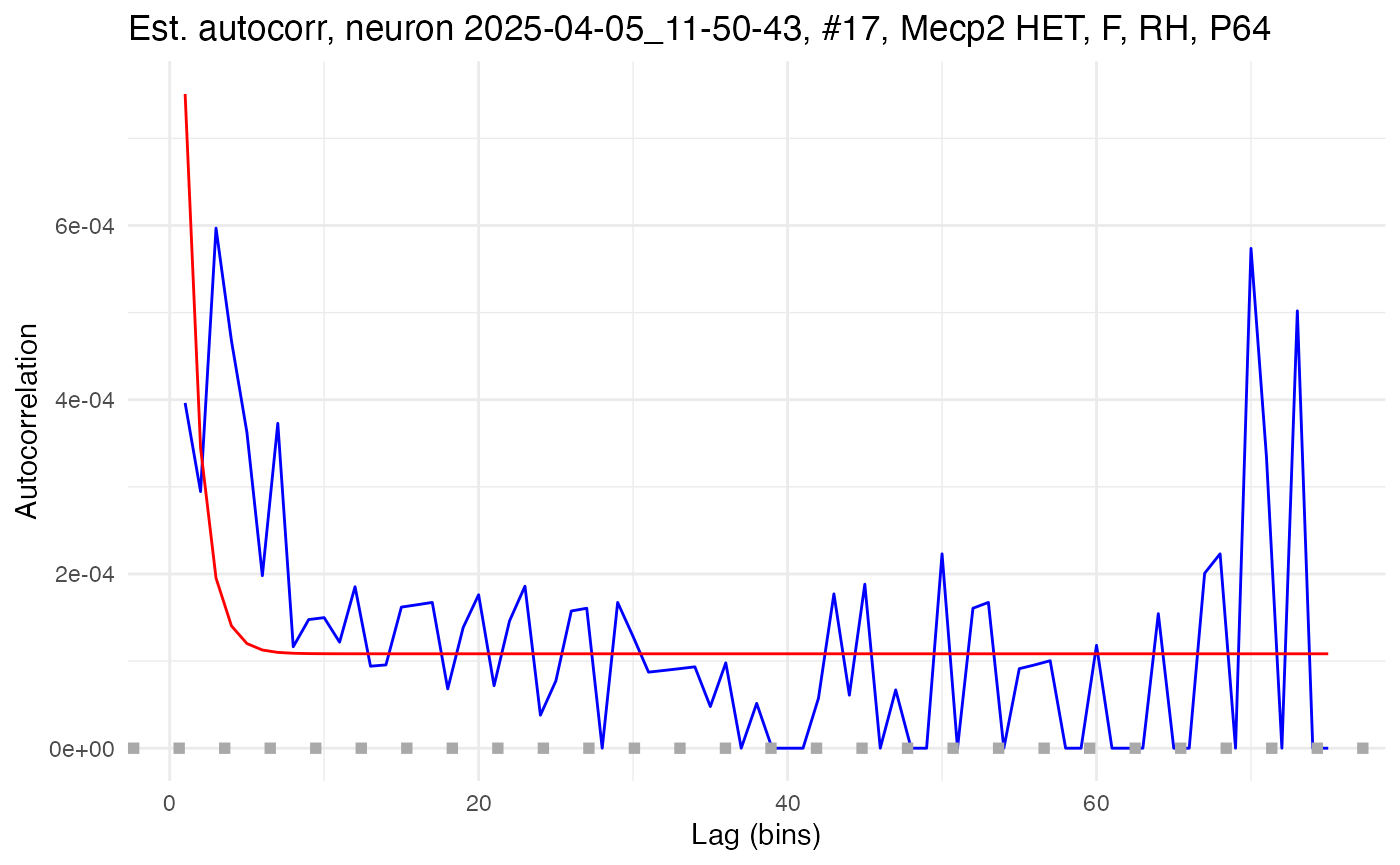 Est. autocorr, neuron 2025-04-05_11-50-43, #17, Mecp2 HET, F, RH, P64
Autocorrelation
6e-04
4e-04
2e-04
0e+00
0 20 40 60
Lag (bins)